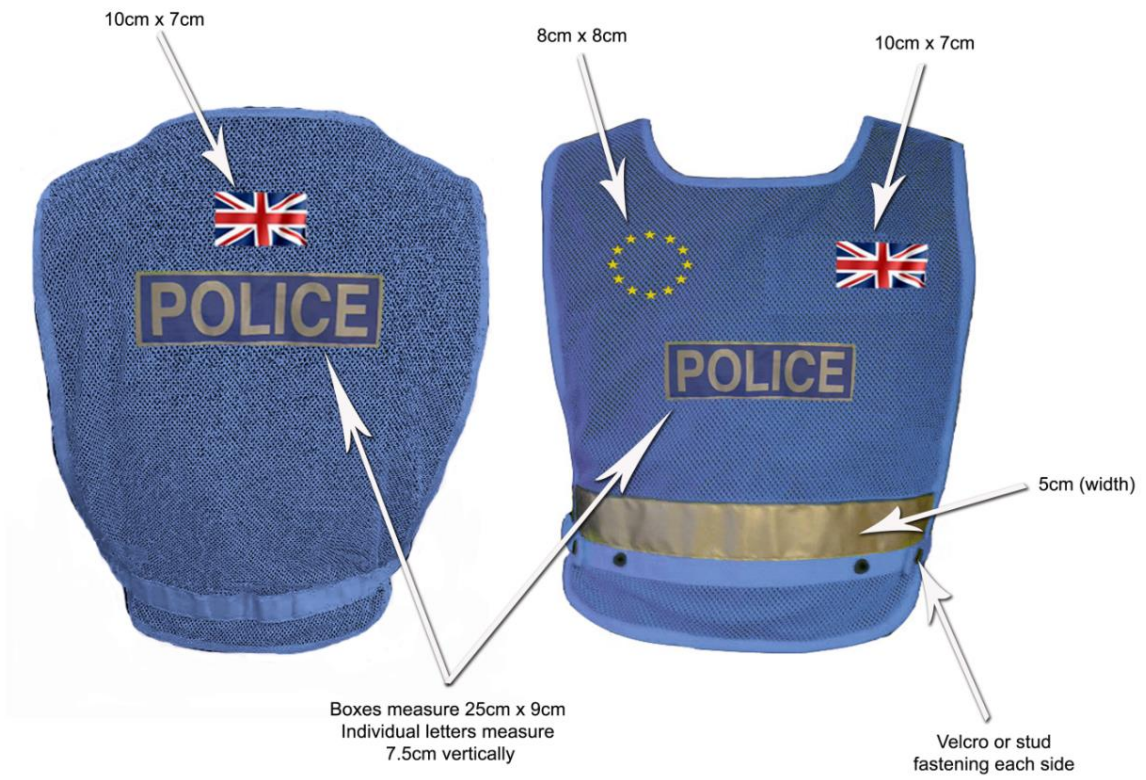 10cm x 7cm
8cm x 8cm
10cm x 7cm
POLICE
POLICE
5cm (width)
Boxes measure 25cm x 9cm
Individual letters measure
7.5cm vertically
Velcro or stud
fastening each side